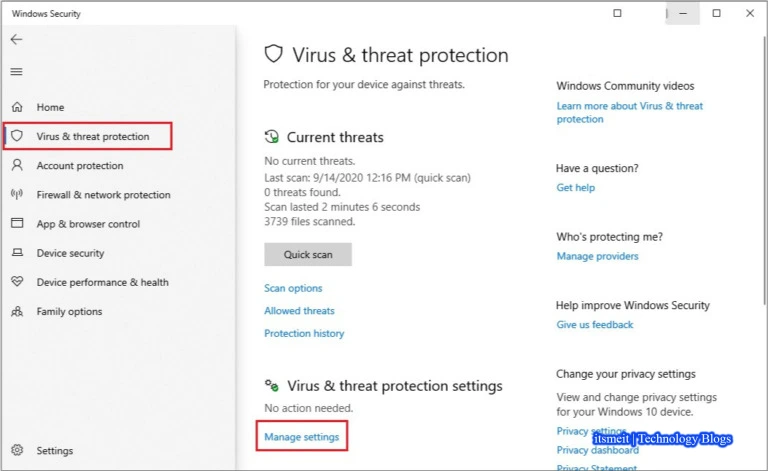 Windows Security
Home
Virus & threat protection
Account protection
Firewall & network protection
App & browser control
Device security
Device performance & health
Family options
Settings
Virus & threat protection
Protection for your device against threats.
Current threats
No current threats.
Last scan: 9/14/2020 12:16 PM (quick scan)
0 threats found.
Scan lasted 2 minutes 6 seconds
3739 files scanned.
Quick scan
Scan options
Allowed threats
Protection history
Virus & threat protection settings
No action needed.
Manage settings
Windows Community videos
Learn more about Virus & threat
protection
Have a question?
Get help
Who's protecting me?
Manage providers
Help improve Windows Security
Give us feedback
Change your privacy settings
View and change privacy settings
for your Windows 10 device.
Privacy settings
itsmeit | Technology Blogs
Privacy dashboard
Privacy Statement